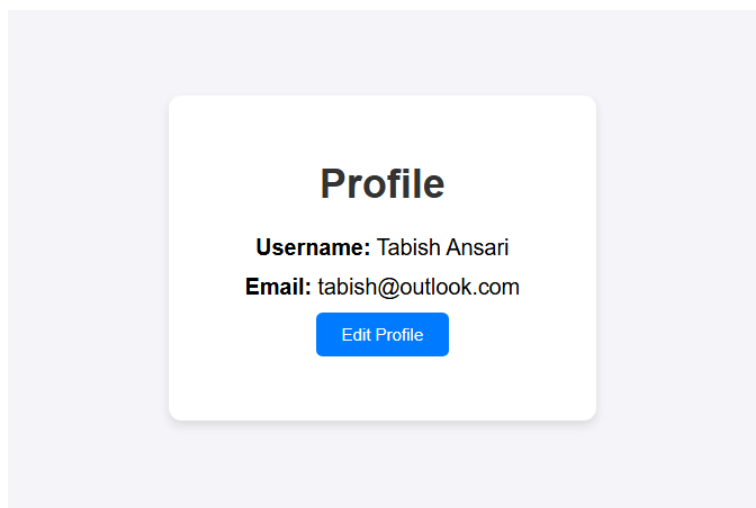 Profile
Username: Tabish Ansari
Email: tabish@outlook.com
Edit Profile